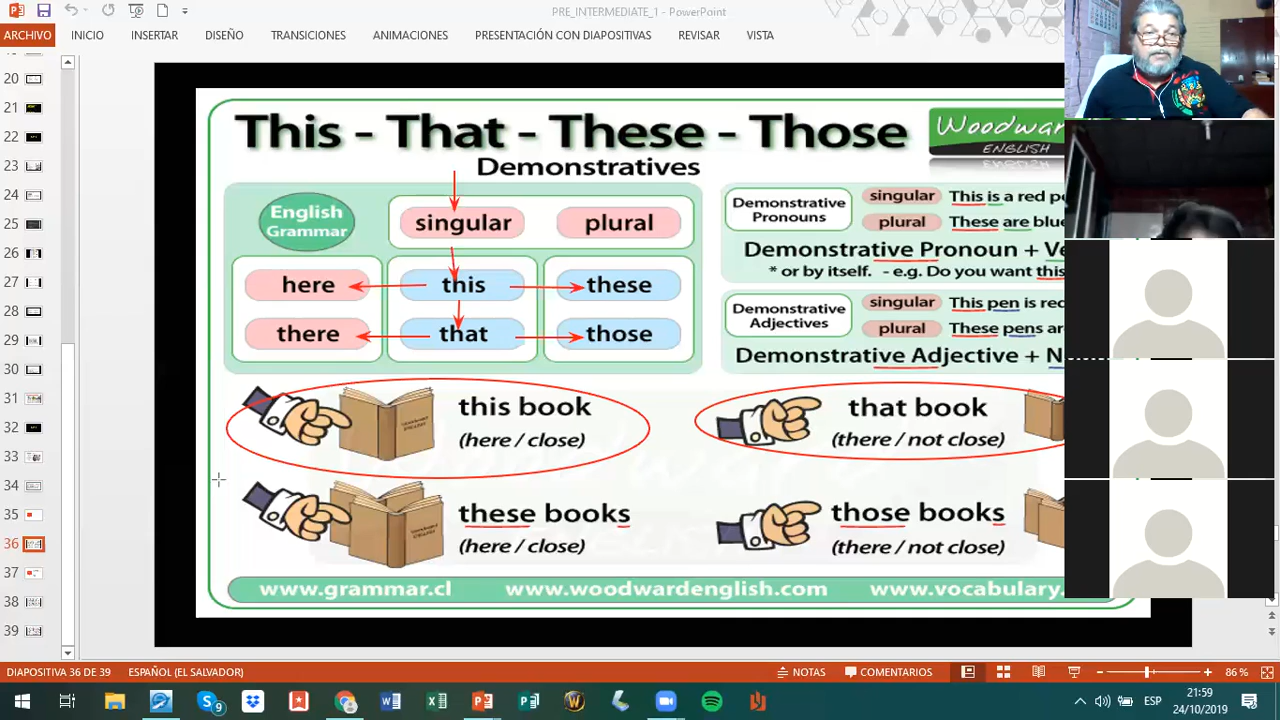 PRE_INTERMEDIATE_1 - PowerPoint
ARCHIVO INICIO INSERTAR DISEÑO TRANSICIONES ANIMACIONES PRESENTACIÓN CON DIAPOSITIVAS REVISAR VISTA
20
21
22
23
24
25
26
27
28
29
30
31
32
33
34
35
36
37
38
39
This - That - These - Those
Demonstratives
Woodwar
ENGLISH
English
Grammar
singular plural
here this these
there that those
Demonstrative
Pronouns
singular This is a red
plural These are blue
Demonstrative Pronoun +
* or by itself. - e.g. Do you want this
Demonstrative
Adjectives
singular This pen is red
plural These pens
Demonstrative Adjective +
this book
(here / close)
that book
(there / not close)
these books
(here / close)
those books
(there / not close)
www.grammar.cl www.woodwardenglish.com www.vocabulary.
DIAPOSITIVA 36 DE 39 ESPAÑOL (EL SALVADOR) NOTAS COMENTARIOS 86 %
9
ESP
21:59
24/10/2019